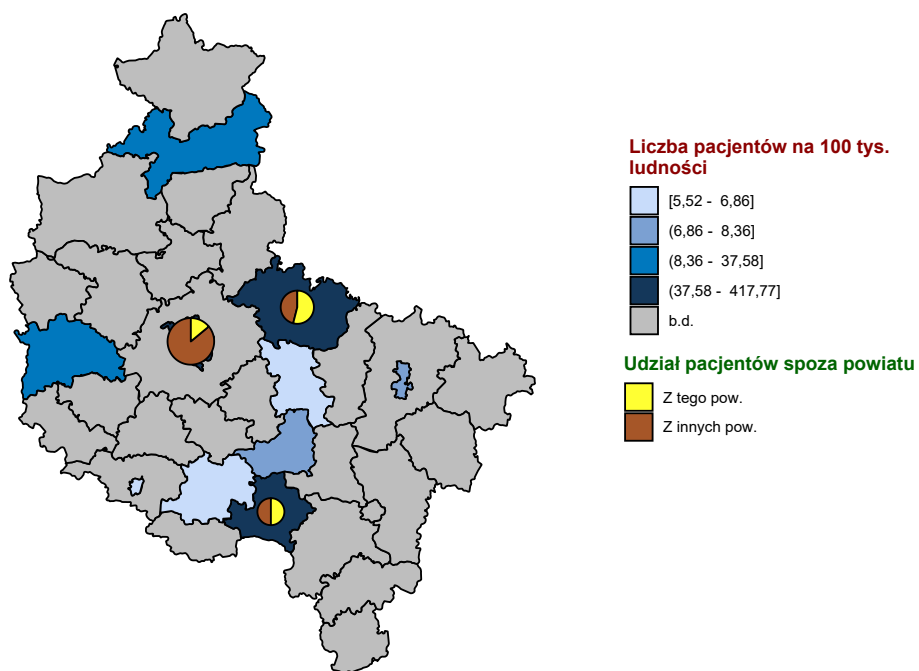 Liczba pacjentów na 100 tys.
ludności
[5,52 - 6,86]
(6,86 - 8,36]
(8,36 - 37,58]
(37,58 - 417,77]
b.d.
Udział pacjentów spoza powiatu
Z tego pow.
Z innych pow.